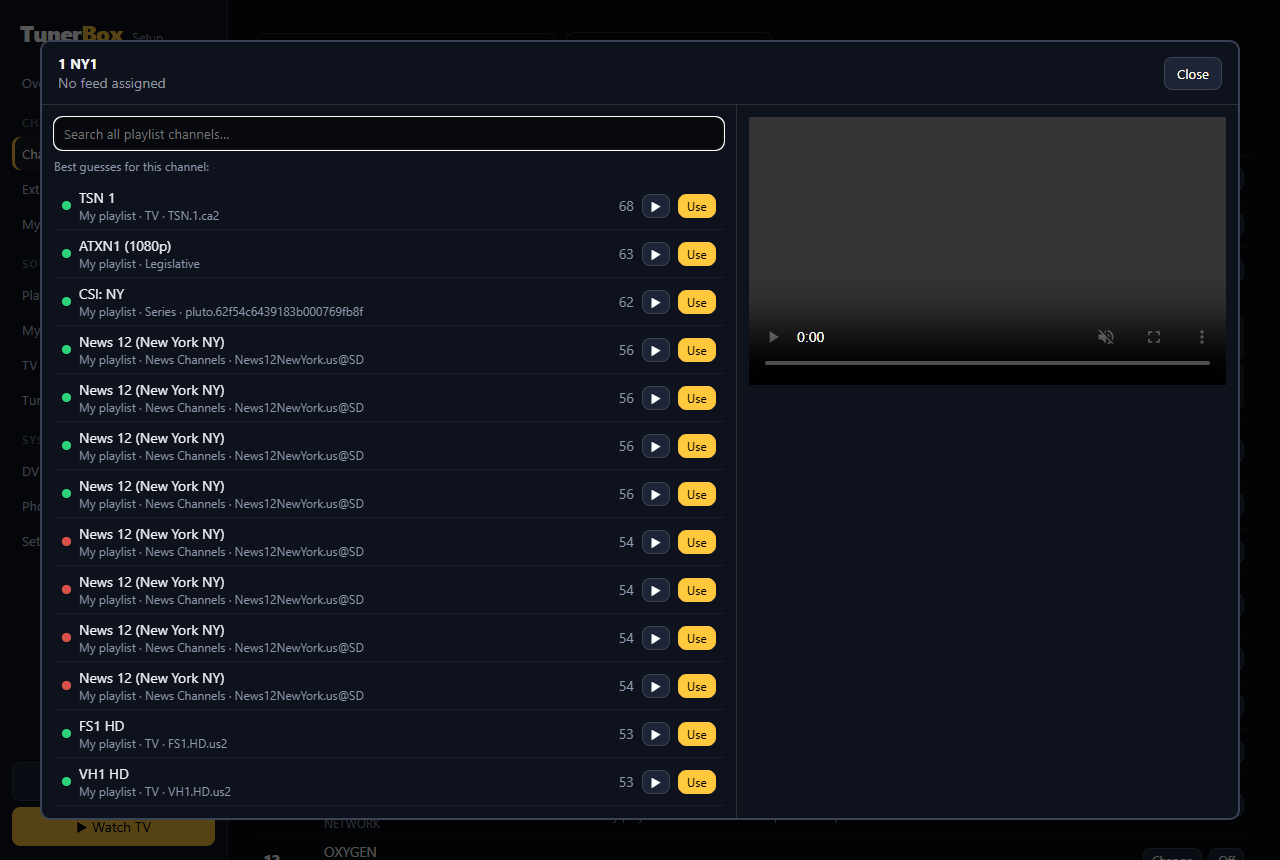 TunerBox Setup
1 NY1
No feed assigned
Close
Search all playlist channels...
Best guesses for this channel:
TSN 1
My playlist · TV · TSN.1.ca2
68
Use
ATXN1 (1080p)
My playlist · Legislative
63
Use
CSI: NY
My playlist · Series · pluto.62f54c6439183b000769fb8f
62
Use
News 12 (New York NY)
My playlist · News Channels · News12NewYork.us@SD
56
Use
News 12 (New York NY)
My playlist · News Channels · News12NewYork.us@SD
56
Use
News 12 (New York NY)
My playlist · News Channels · News12NewYork.us@SD
56
Use
News 12 (New York NY)
My playlist · News Channels · News12NewYork.us@SD
56
Use
News 12 (New York NY)
My playlist · News Channels · News12NewYork.us@SD
54
Use
News 12 (New York NY)
My playlist · News Channels · News12NewYork.us@SD
54
Use
News 12 (New York NY)
My playlist · News Channels · News12NewYork.us@SD
54
Use
News 12 (New York NY)
My playlist · News Channels · News12NewYork.us@SD
54
Use
FS1 HD
My playlist · TV · FS1.HD.us2
53
Use
VH1 HD
My playlist · TV · VH1.HD.us2
53
Use
0:00
Watch TV
NETWORK
OXYGEN
Change
Off